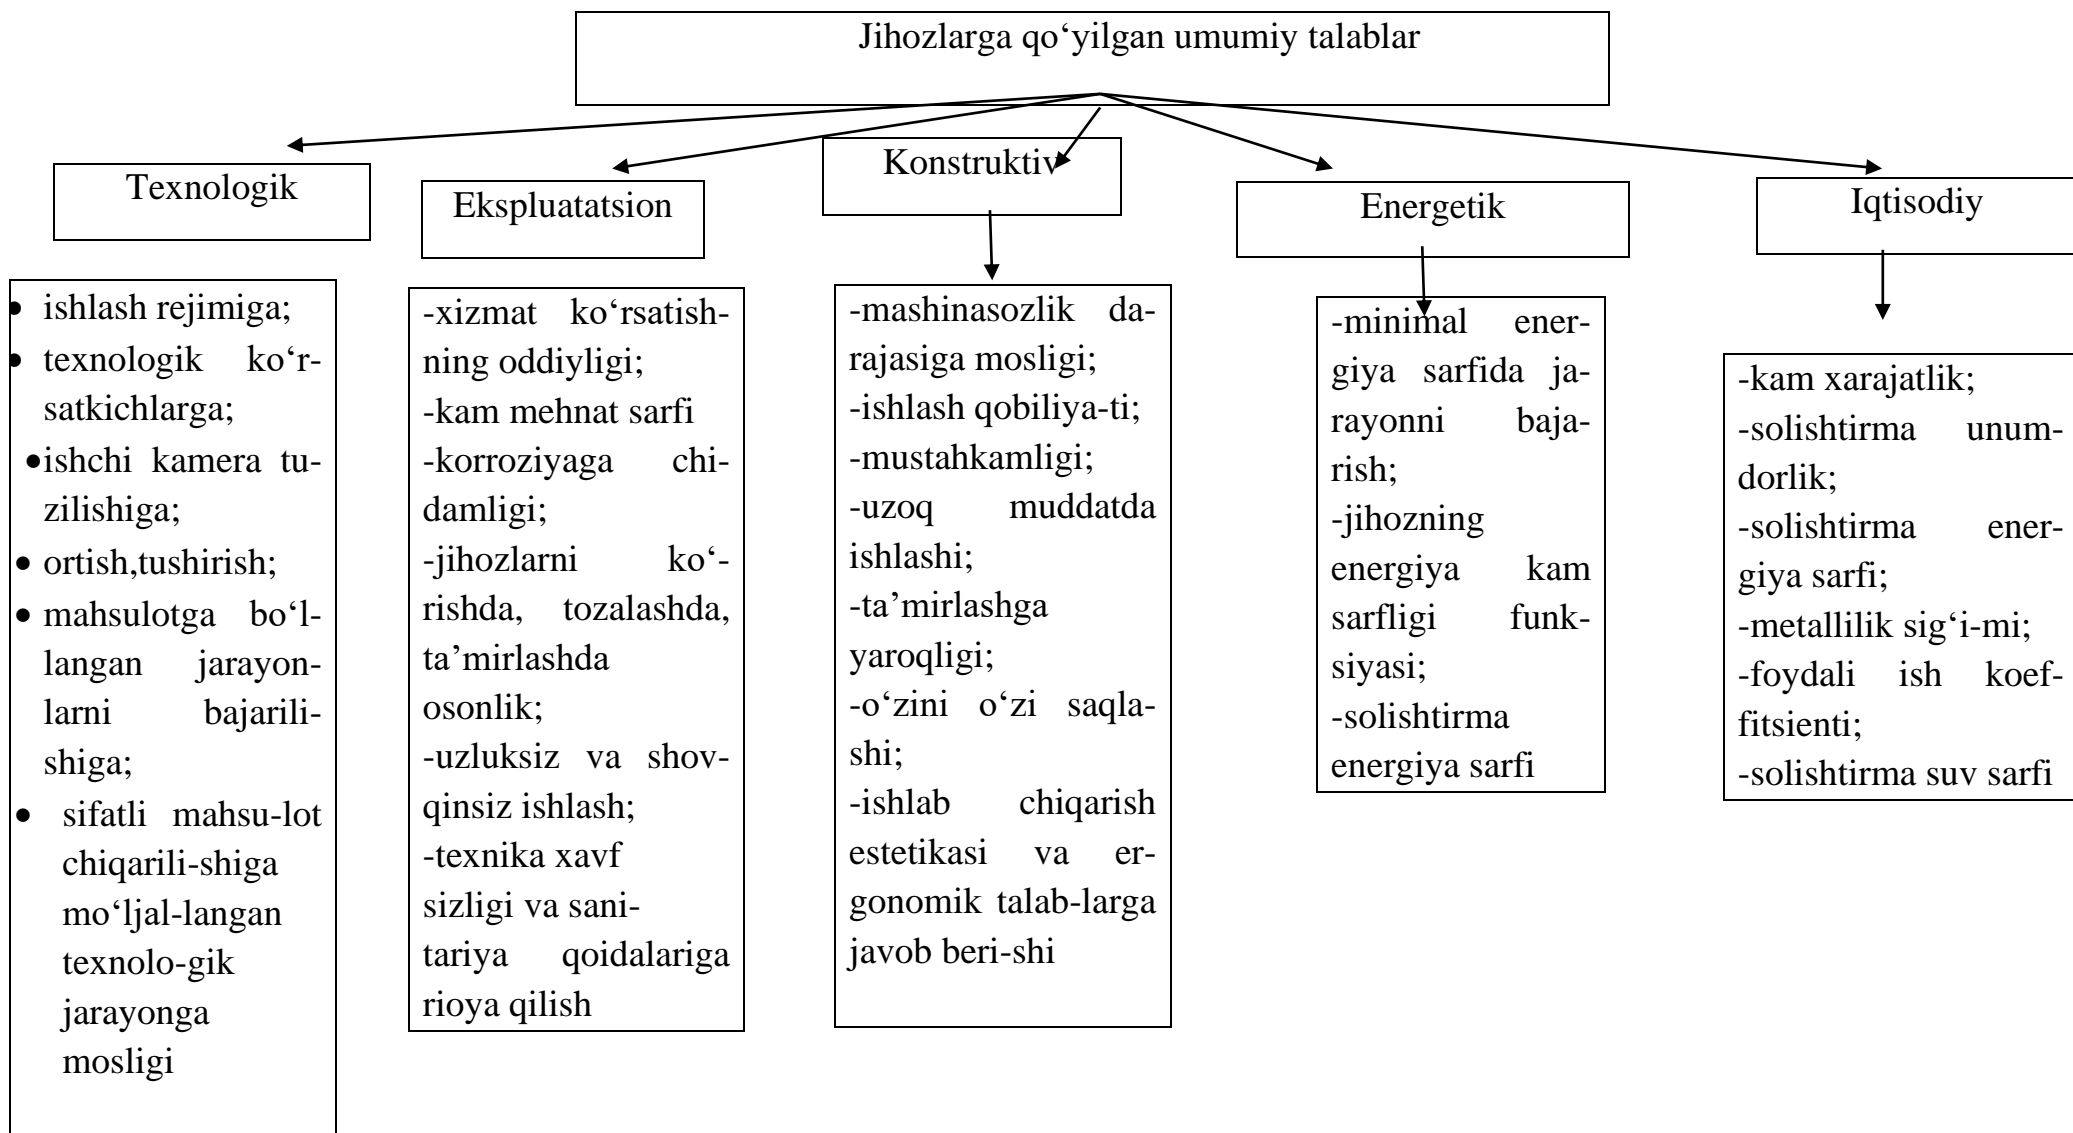 Jihozlarga qo‘yilgan umumiy talablar
Texnologik
Ekspluatatsion
Konstruktiv
Energetik
Iqtisodiy
• ishlash rejimiga;
• texnologik ko‘r-
satkichlarga;
•ishchi kamera tu-
zilishiga;
• ortish,tushirish;
• mahsulotga bo‘l-
langan jarayon-
larni bajarili-
shiga;
• sifatli mahsu-lot
chiqarili-shiga
mo‘ljal-langan
texnolo-gik
jarayonga
mosligi
-xizmat ko‘rsatish-
ning oddiyligi;
-kam mehnat sarfi
-korroziyaga chi-
damligi;
-jihozlarni ko‘-
rishda, tozalashda,
ta’mirlashda
osonlik;
-uzluksiz va shov-
qinsiz ishlash;
-texnika xavf
sizligi va sani-
tariya qoidalariga
rioya qilish
-mashinasozlik da-
rajasiga mosligi;
-ishlash qobiliya-ti;
-mustahkamligi;
-uzoq muddatda
ishlashi;
-ta’mirlashga
yaroqligi;
-o‘zini o‘zi saqla-
shi;
-ishlab chiqarish
estetikasi va er-
gonomik talab-larga
javob beri-shi
-minimal ener-
giya sarfida ja-
rayonni baja-
rish;
-jihozning
energiya kam
sarfligi funk-
siyasi;
-solishtirma
energiya sarfi
-kam xarajatlik;
-solishtirma unum-
dorlik;
-solishtirma ener-
giya sarfi;
-metallilik sig‘i-mi;
-foydali ish koef-
fitsienti;
-solishtirma suv sarfi